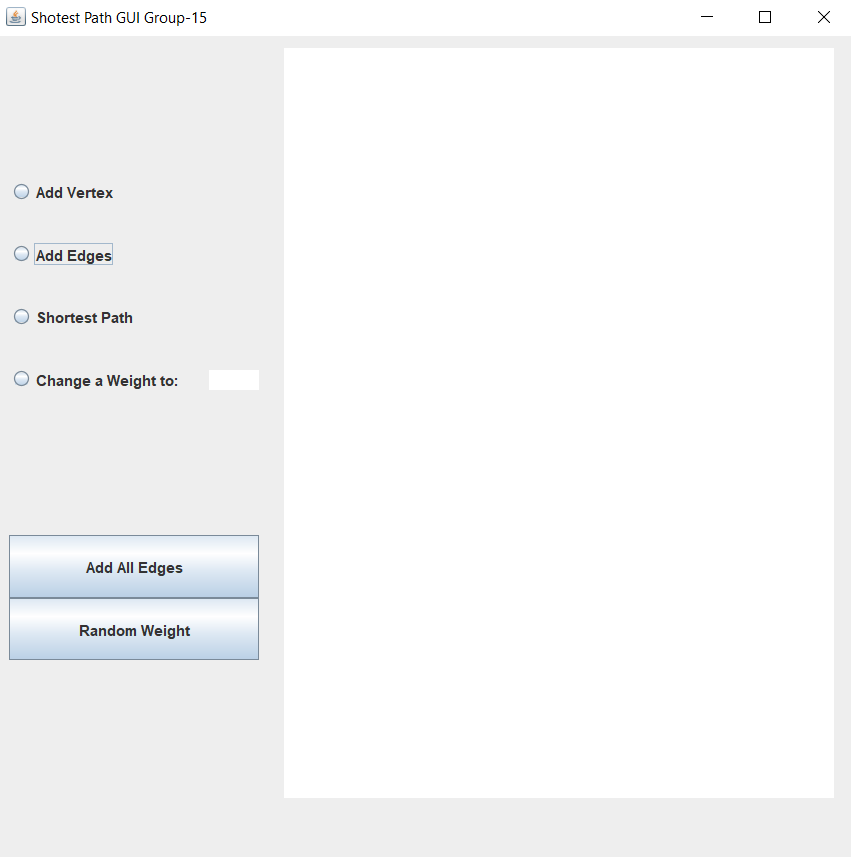 Shotest Path GUI Group-15
Add Vertex
Add Edges
Shortest Path
Change a Weight to:
Add All Edges
Random Weight